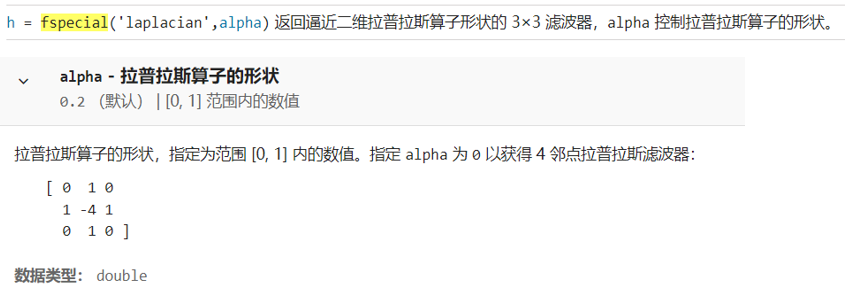 h = fspecial('laplacian',alpha) 返回逼近二维拉普拉斯算子形状的 3×3 滤波器，alpha 控制拉普拉斯算子的形状。
alpha - 拉普拉斯算子的形状
0.2 （默认） | [0, 1] 范围内的数值
拉普拉斯算子的形状，指定为范围 [0, 1] 内的数值。指定 alpha 为 0 以获得 4 邻点拉普拉斯滤波器：
[ 0 1 0
1 -4 1
0 1 0 ]
数据类型： double